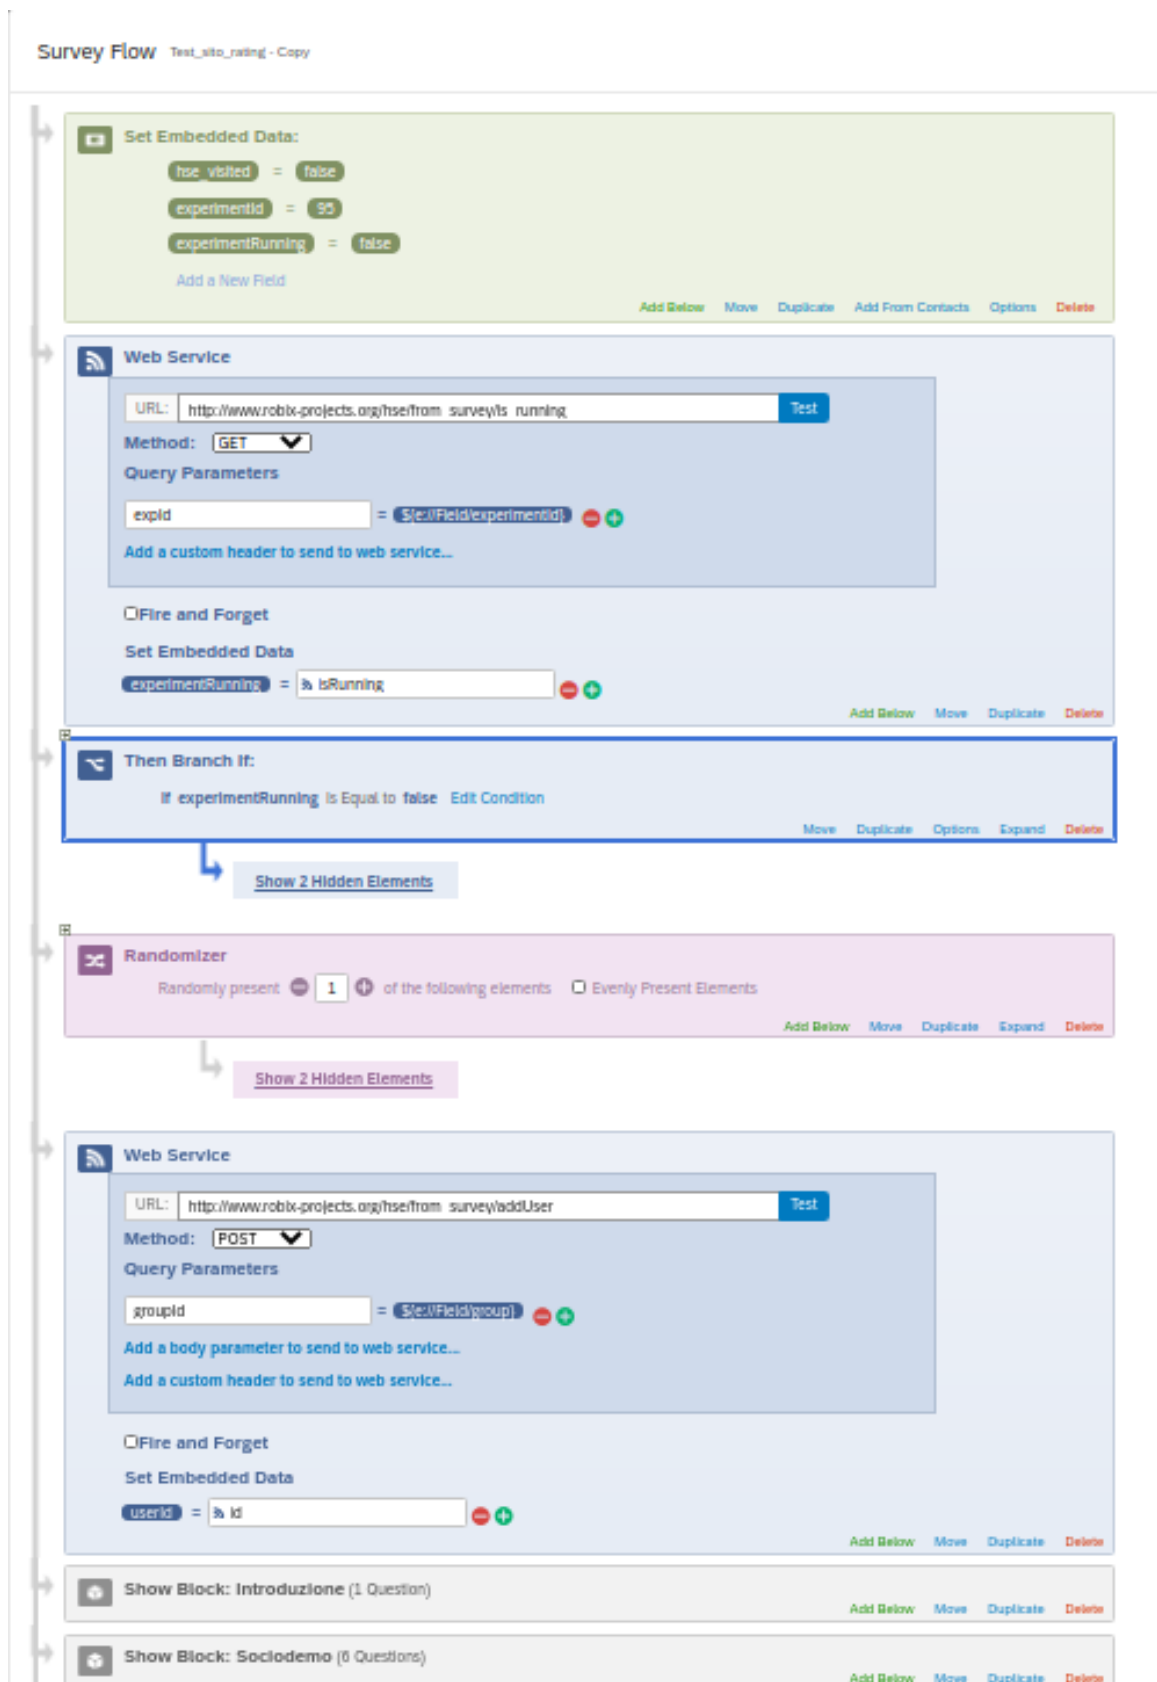 Survey Flow Test_sito_rating - Copy
Set Embedded Data:
hse_visited = false
experimentId = 95
experimentRunning = false
Add a New Field
Add Below Move Duplicate Add From Contacts Options Delete
Web Service
URL: http://www.robix-projects.org/hse/from_survey/is_running Test
Method: GET
Query Parameters
expId = ${e://Field/experimentId}
Add a custom header to send to web service...
Fire and Forget
Set Embedded Data
experimentRunning = isRunning
Add Below Move Duplicate Delete
Then Branch If:
If experimentRunning Is Equal to false Edit Condition
Move Duplicate Options Expand Delete
Show 2 Hidden Elements
Randomizer
Randomly present 1 of the following elements Evenly Present Elements
Add Below Move Duplicate Expand Delete
Show 2 Hidden Elements
Web Service
URL: http://www.robix-projects.org/hse/from_survey/addUser Test
Method: POST
Query Parameters
groupId = ${e://Field/group}
Add a body parameter to send to web service...
Add a custom header to send to web service...
Fire and Forget
Set Embedded Data
userId = id
Add Below Move Duplicate Delete
Show Block: Introduzione (1 Question)
Add Below Move Duplicate Delete
Show Block: Sociodemo (6 Questions)
Add Below Move Duplicate Delete